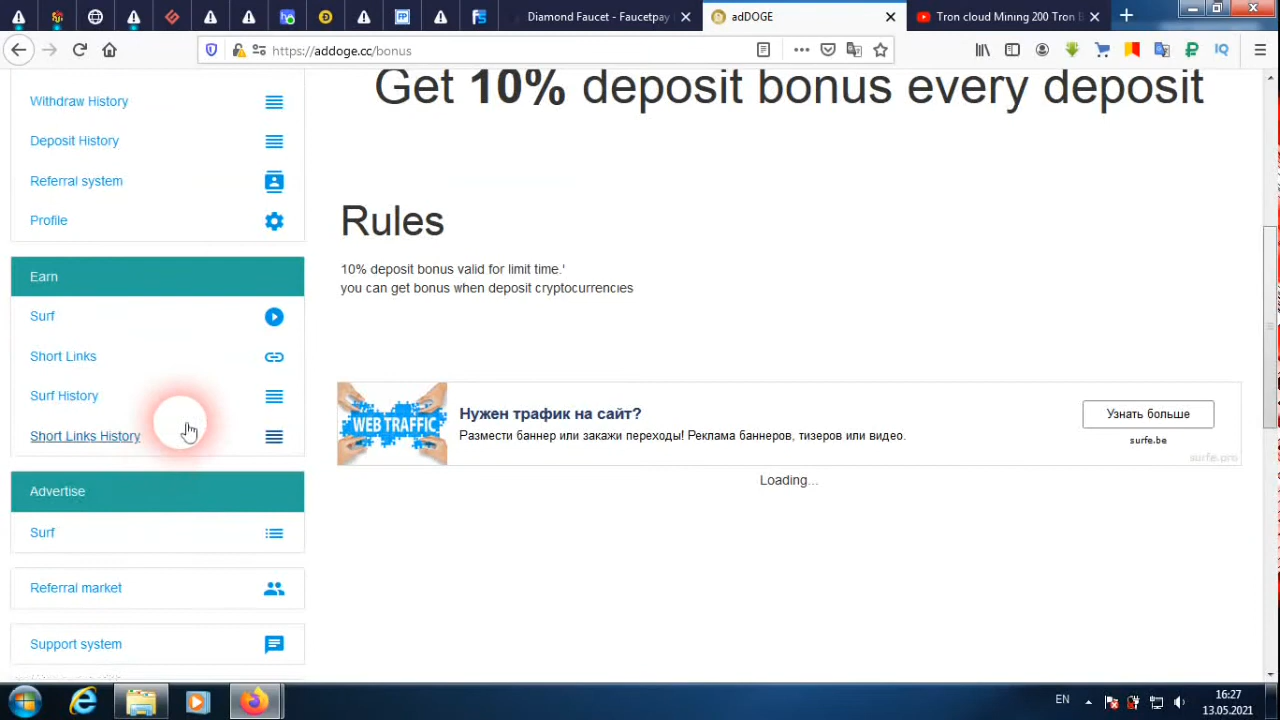 Diamond Faucet - Faucetpay
adDOGE
Tron cloud Mining 200 Tron
https://addoge.cc/bonus
Withdraw History
Deposit History
Referral system
Profile
Earn
Surf
Short Links
Surf History
Short Links History
Advertise
Surf
Referral market
Support system
Get 10% deposit bonus every deposit
Rules
10% deposit bonus valid for limit time.'
you can get bonus when deposit cryptocurrencies
WEB TRAFFIC
Нужен трафик на сайт?
Размести баннер или закажи переходы! Реклама баннеров, тизеров или видео.
Узнать больше
surfe.be
surfe.pro
Loading...
EN
16:27
13.05.2021